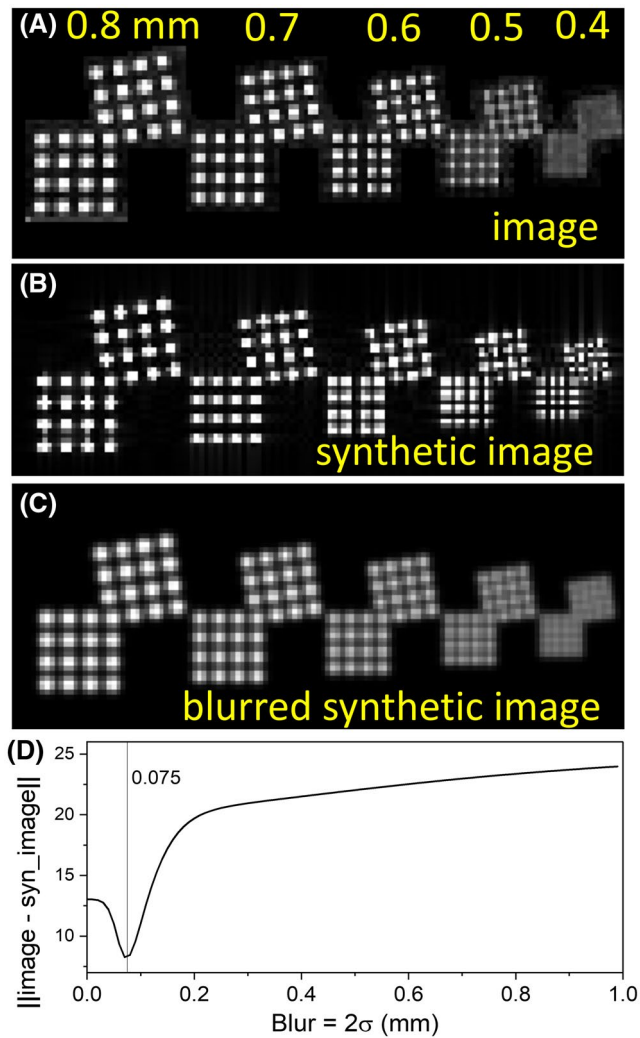 (A) 0.8 mm 0.7 0.6 0.5 0.4
image
(B)
synthetic image
(C)
blurred synthetic image
(D)
||image - syn_image||
25
20
15
10
0.075
0.0 0.2 0.4 0.6 0.8 1.0
Blur = 2σ (mm)